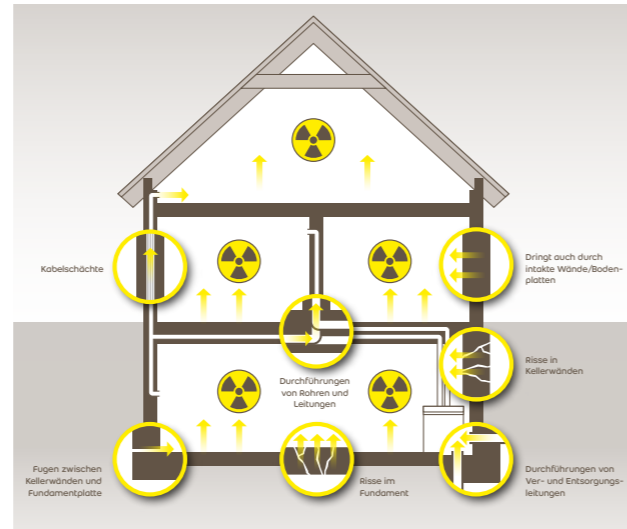 Kabelschächte
Dringt auch durch
intakte Wände/Boden-
platten
Durchführungen
von Rohren und
Leitungen
Risse in
Kellerwänden
Fugen zwischen
Kellerwänden und
Fundamentplatte
Risse im
Fundament
Durchführungen von
Ver- und Entsorgungs-
leitungen